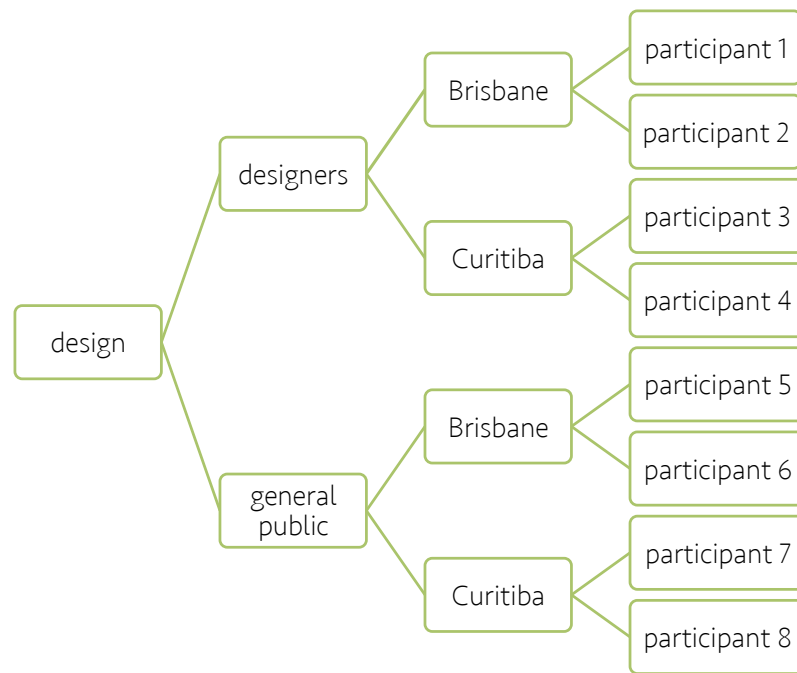 participant 1
Brisbane
participant 2
designers
participant 3
Curitiba
participant 4
design
participant 5
Brisbane
participant 6
general
public
participant 7
Curitiba
participant 8